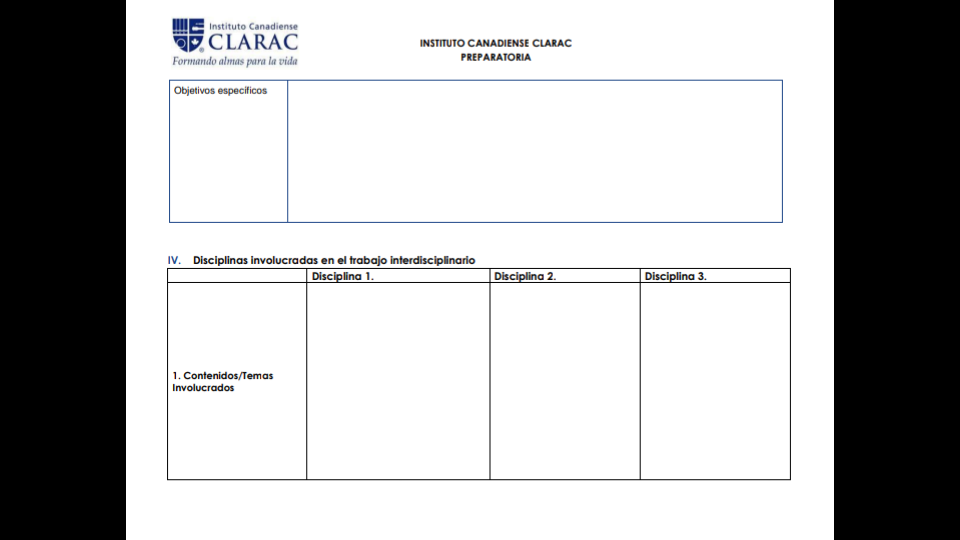 Instituto Canadiense
CLARAC
Formando almas para la vida
INSTITUTO CANADIENSE CLARAC
PREPARATORIA
Objetivos específicos
IV. Disciplinas involucradas en el trabajo interdisciplinario
Disciplina 1. Disciplina 2. Disciplina 3.
1. Contenidos/Temas
Involucrados